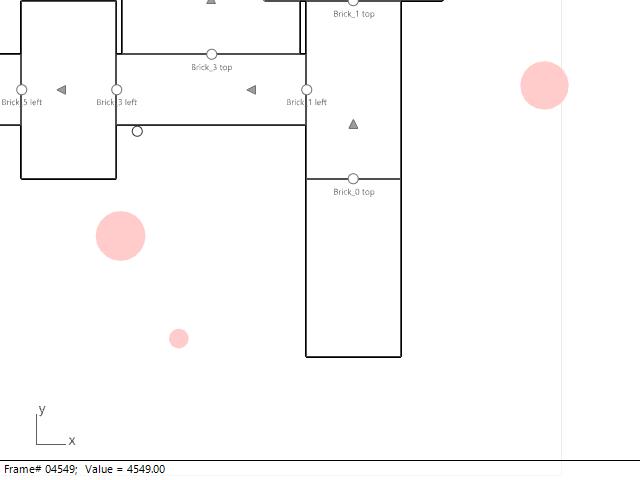 Brick_1 top
Brick_3 top
Brick_5 left
Brick_3 left
Brick_1 left
Brick_0 top
y
x
Frame# 04549;  Value = 4549.00